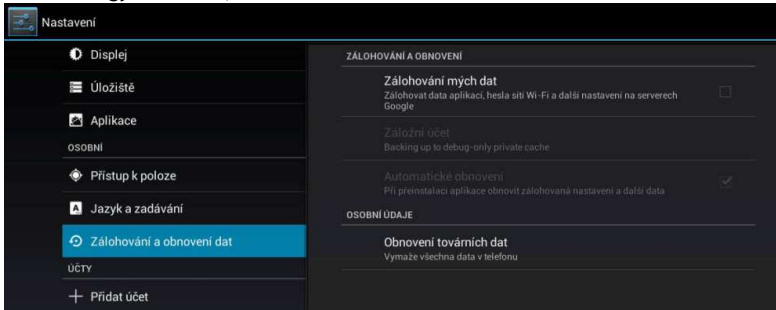 Nastavení
Displej
Úložiště
Aplikace
OSOBNÍ
Přístup k poloze
Jazyk a zadávání
Zálohování a obnovení dat
ÚČTY
Přidat účet
ZÁLOHOVÁNÍ A OBNOVENÍ
Zálohování mých dat
Zálohovat data aplikací, hesla sítí Wi-Fi a další nastavení na serverech
Google
Záložní účet
Backing up to debug-only private cache
Automatické obnovení
Při přeinstalaci aplikace obnovit zálohovaná nastavení a další data
OSOBNÍ ÚDAJE
Obnovení továrních dat
Vymaže všechna data v telefonu